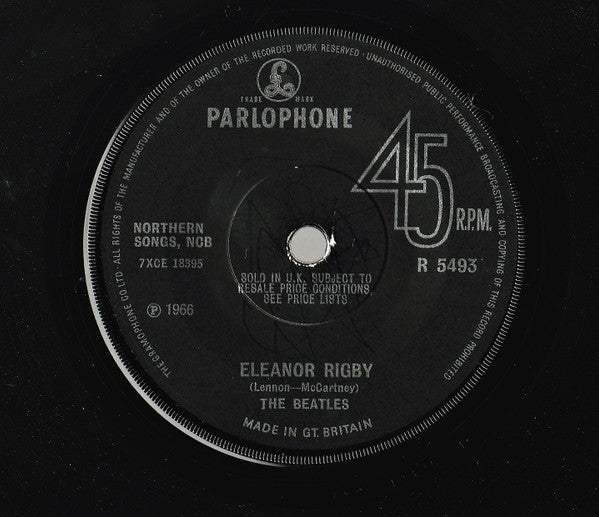 THE GRAMOPHONE CO. LTD · ALL RIGHTS OF THE MANUFACTURER AND OF THE OWNER OF THE RECORDED WORK RESERVED · UNAUTHORISED PUBLIC PERFORMANCE BROADCASTING AND COPYING OF THIS RECORD PROHIBITED
£
TRADE MARK
PARLOPHONE
45
R.P.M.
NORTHERN
SONGS, NCB
7XCE 18395
R 5493
SOLD IN U.K. SUBJECT TO
RESALE PRICE CONDITIONS,
SEE PRICE LISTS
℗ 1966
ELEANOR RIGBY
(Lennon—McCartney)
THE BEATLES
MADE IN GT. BRITAIN